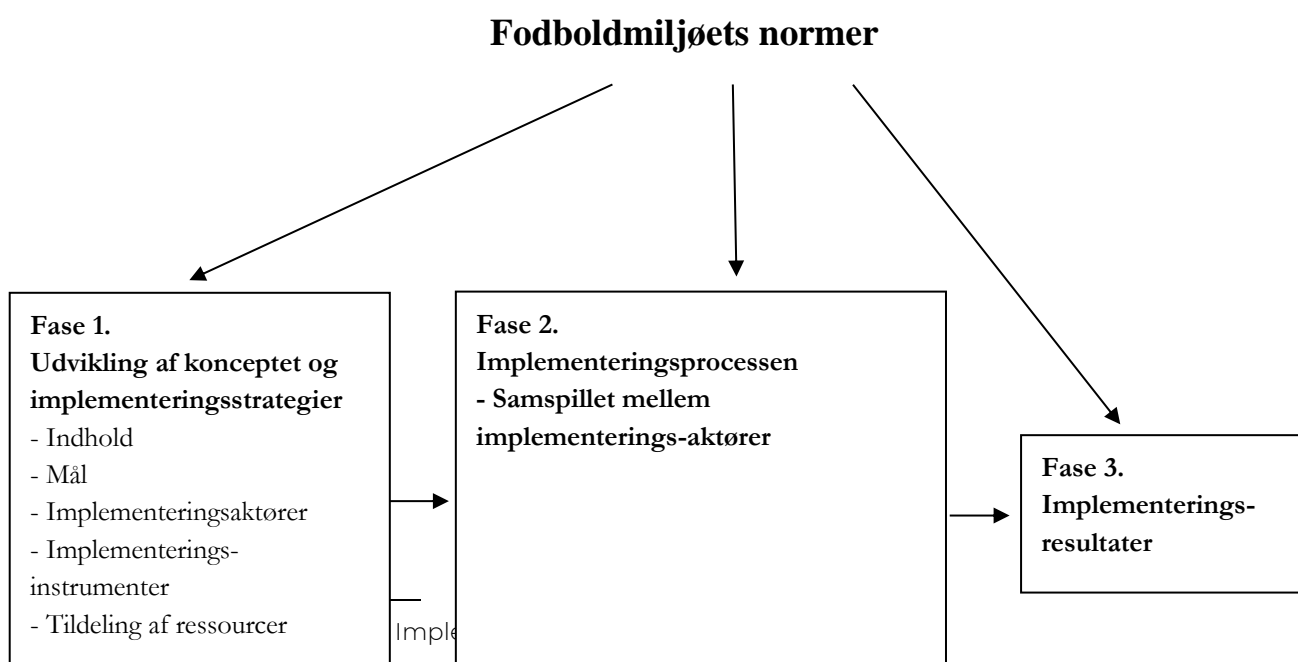 Fodboldmiljøets normer
Fase 1.
Udvikling af konceptet og
implementeringsstrategier
- Indhold
- Mål
- Implementeringsaktører
- Implementerings-
instrumenter
- Tildeling af ressourcer
Fase 2.
Implementeringsprocessen
- Samspillet mellem
implementerings-aktører
Fase 3.
Implementerings-
resultater